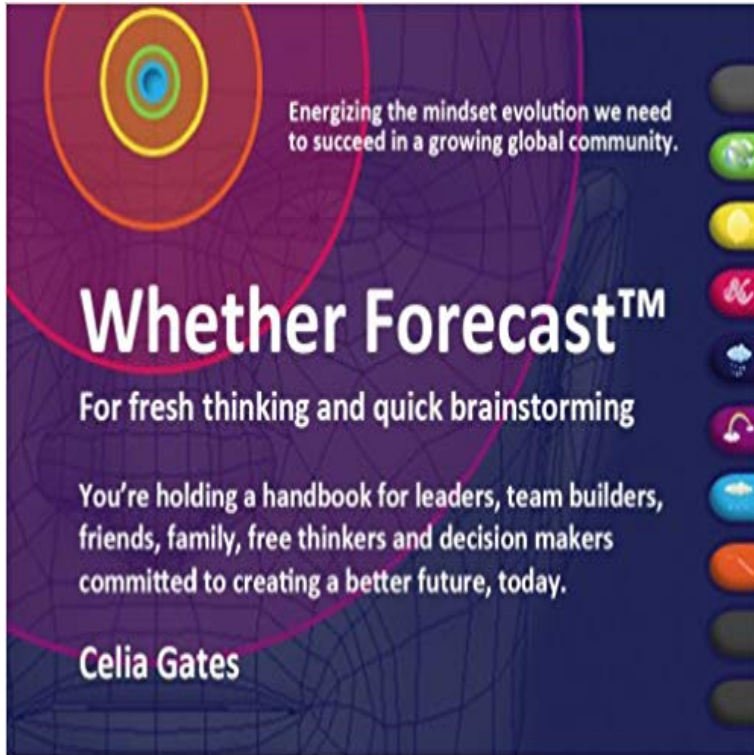 Energizing the mindset evolution we need
to succeed in a growing global community.
Whether Forecast™
For fresh thinking and quick brainstorming
You're holding a handbook for leaders, team builders,
friends, family, free thinkers and decision makers
committed to creating a better future, today.
Celia Gates